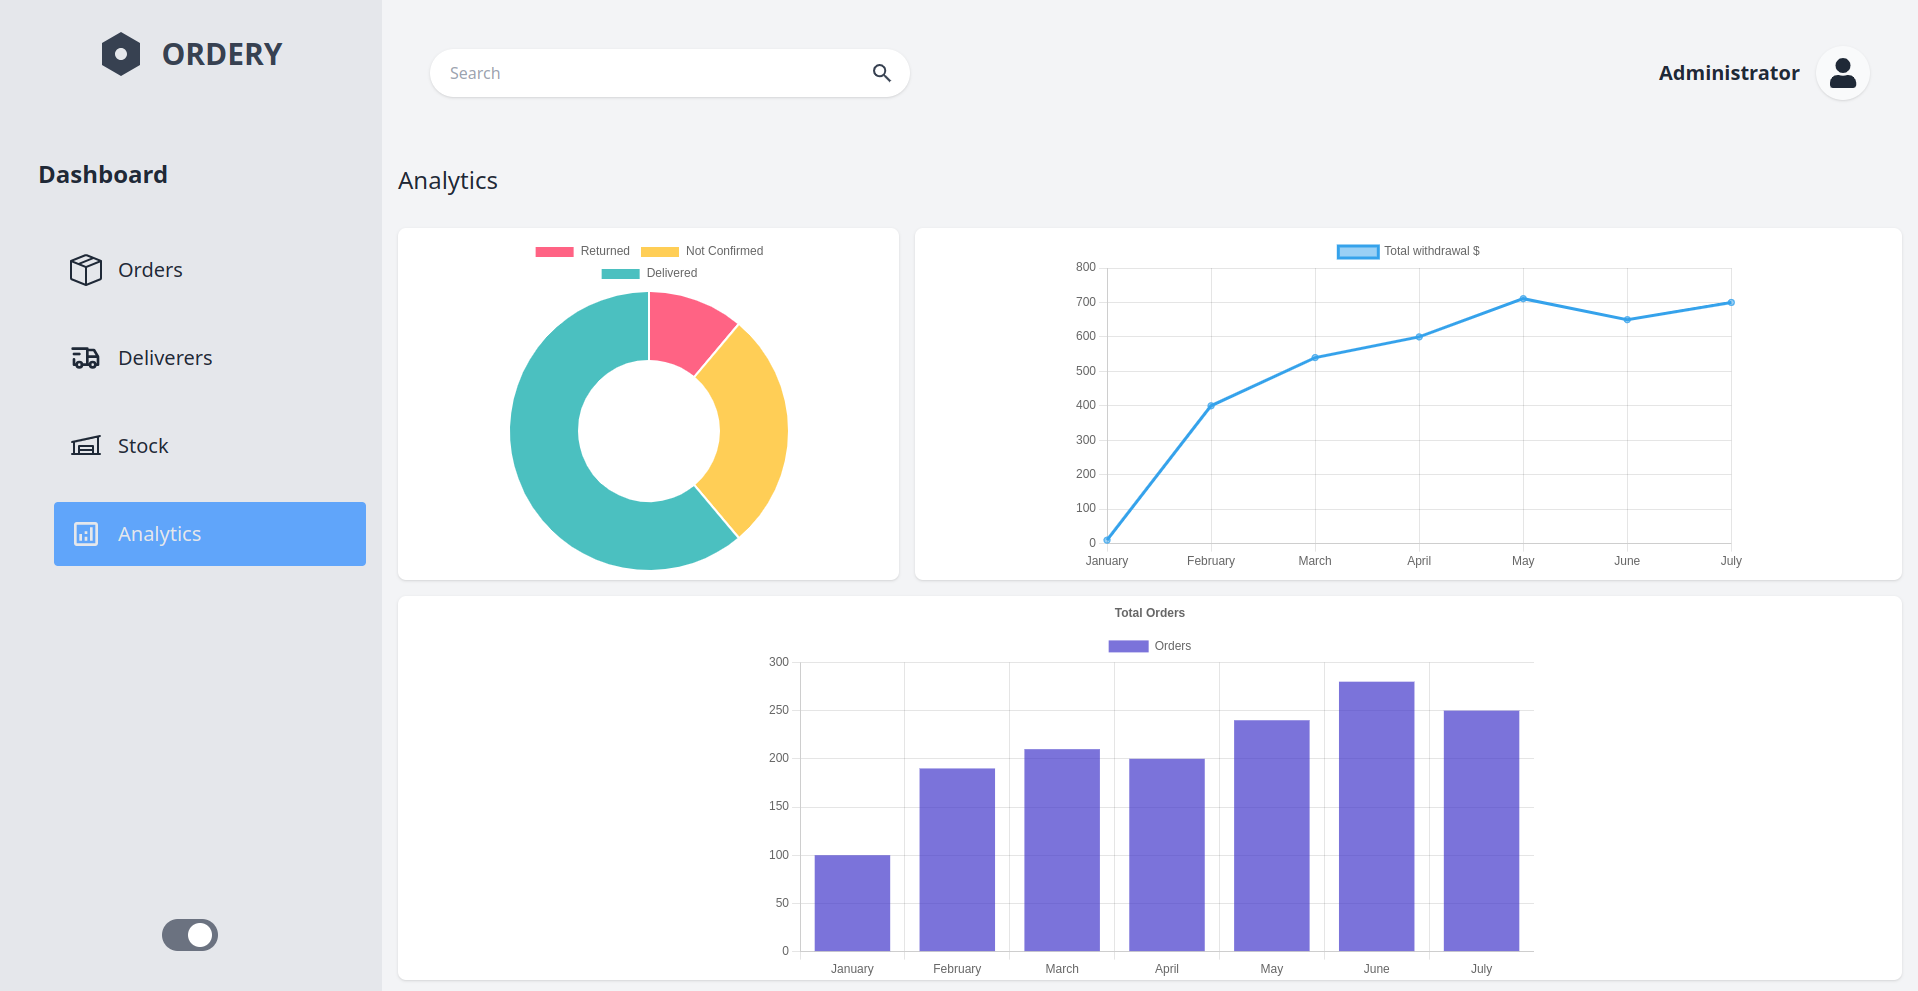 ORDERY
Dashboard
Orders
Deliverers
Stock
Analytics
Search
Administrator
Analytics
Returned Not Confirmed
Delivered
Total withdrawal $
800
700
600
500
400
300
200
100
0
January February March April May June July
Total Orders
Orders
300
250
200
150
100
50
0
January February March April May June July